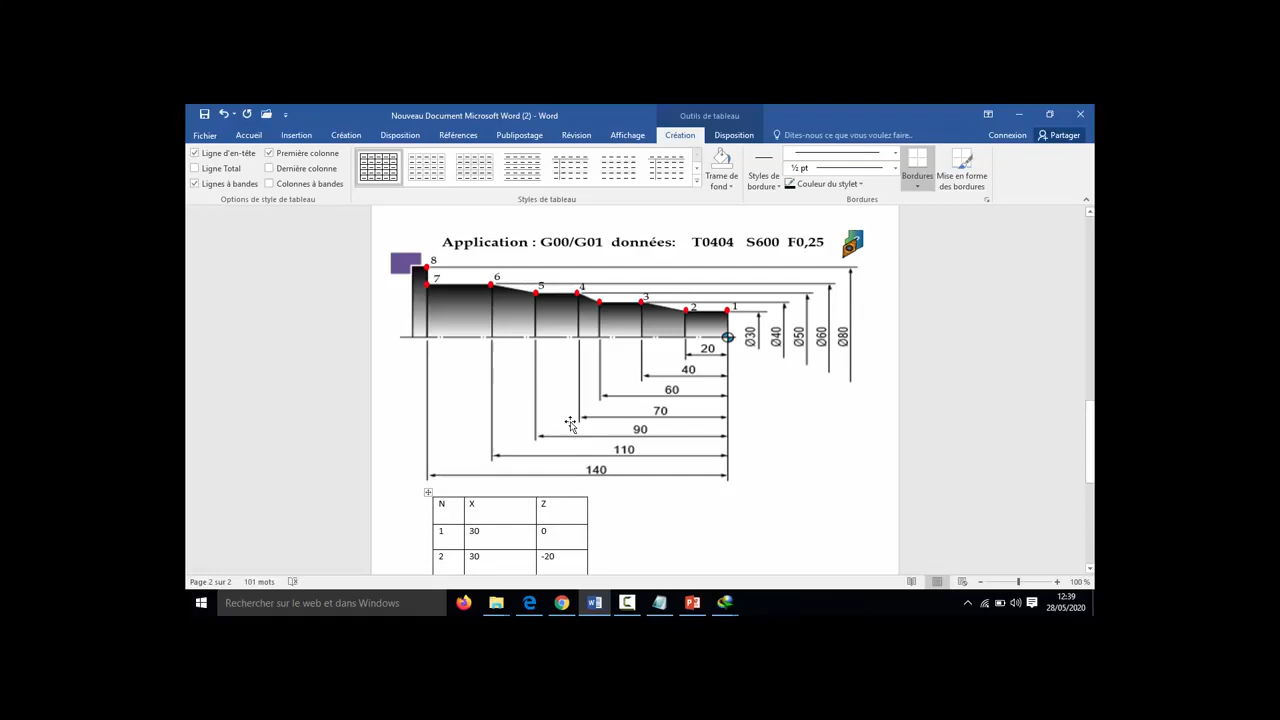 Nouveau Document Microsoft Word (2) - Word
Outils de tableau
Fichier Accueil Insertion Création Disposition Références Publipostage Révision Affichage Création Disposition Dites-nous ce que vous voulez faire.. Connexion Partager
Ligne d'en-tête Première colonne
Ligne Total Dernière colonne
Lignes à bandes Colonnes à bandes
Options de style de tableau
Styles de tableau
Trame de fond
Styles de bordure
½ pt
Couleur du stylet
Bordures
Mise en forme des bordures
Bordures
Application : G00/G01 données: T0404 S600 F0,25
8
7
6
5
4
3
2
1
Ø30
Ø40
Ø50
Ø60
Ø80
20
40
60
70
90
110
140
N X Z
1 30 0
2 30 -20
Page 2 sur 2 101 mots
100 %
Rechercher sur le web et dans Windows
12:39
28/05/2020